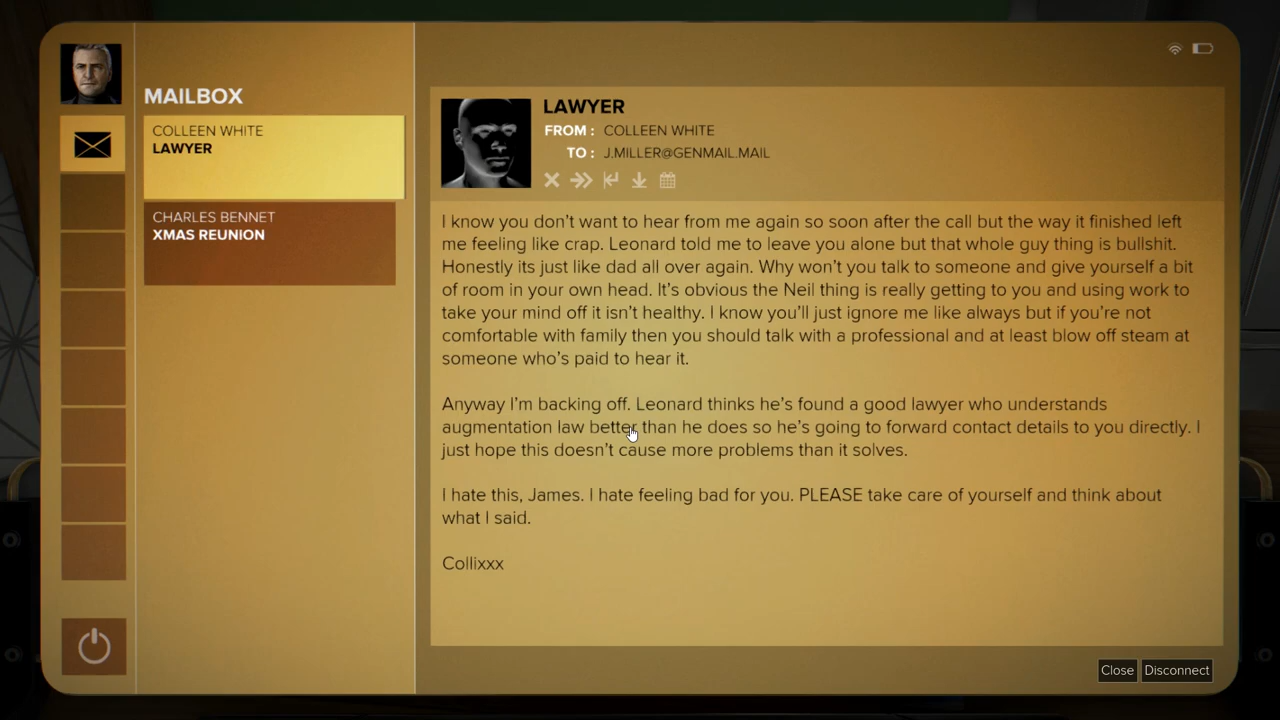 MAILBOX
COLLEEN WHITE
LAWYER
CHARLES BENNET
XMAS REUNION
LAWYER
FROM : COLLEEN WHITE
TO : J.MILLER@GENMAIL.MAIL
I know you don't want to hear from me again so soon after the call but the way it finished left
me feeling like crap. Leonard told me to leave you alone but that whole guy thing is bullshit.
Honestly its just like dad all over again. Why won't you talk to someone and give yourself a bit
of room in your own head. It's obvious the Neil thing is really getting to you and using work to
take your mind off it isn't healthy. I know you'll just ignore me like always but if you're not
comfortable with family then you should talk with a professional and at least blow off steam at
someone who's paid to hear it.
Anyway I'm backing off. Leonard thinks he's found a good lawyer who understands
augmentation law better than he does so he's going to forward contact details to you directly. I
just hope this doesn't cause more problems than it solves.
I hate this, James. I hate feeling bad for you. PLEASE take care of yourself and think about
what I said.
Collixxx
Close Disconnect